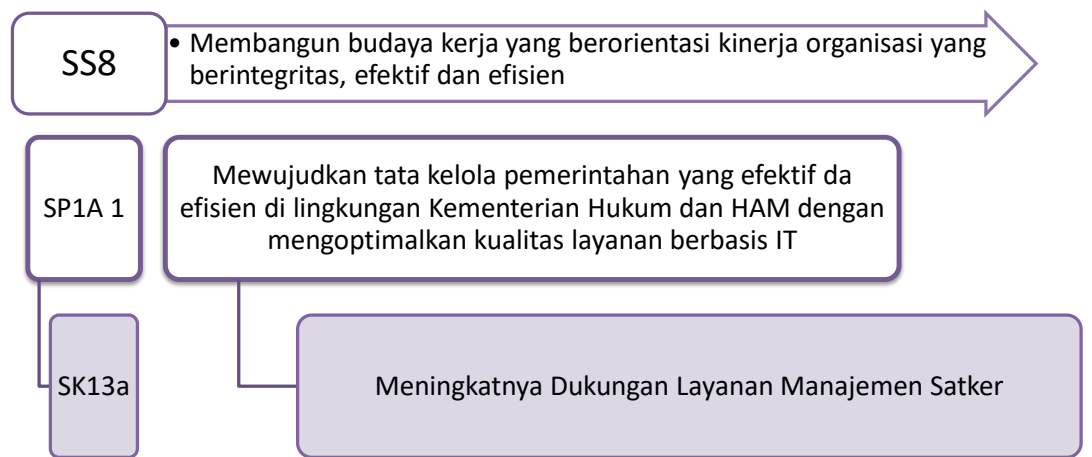 SS8
• Membangun budaya kerja yang berorientasi kinerja organisasi yang
berintegritas, efektif dan efisien
SP1A 1
Mewujudkan tata kelola pemerintahan yang efektif da
efisien di lingkungan Kementerian Hukum dan HAM dengan
mengoptimalkan kualitas layanan berbasis IT
SK13a
Meningkatnya Dukungan Layanan Manajemen Satker